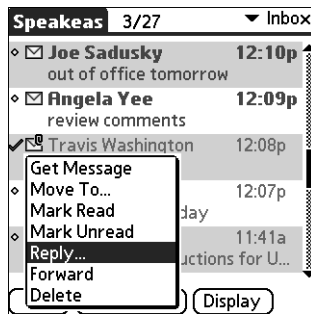 Speakeas 3/27 Inbox
Joe Sadusky 12:10p
out of office tomorrow
Angela Yee 12:09p
review comments
Travis Washington 12:08p
Get Message
Move To... 12:07p
Mark Read day
Mark Unread 11:41a
Reply... uctions for U...
Forward
Delete Display